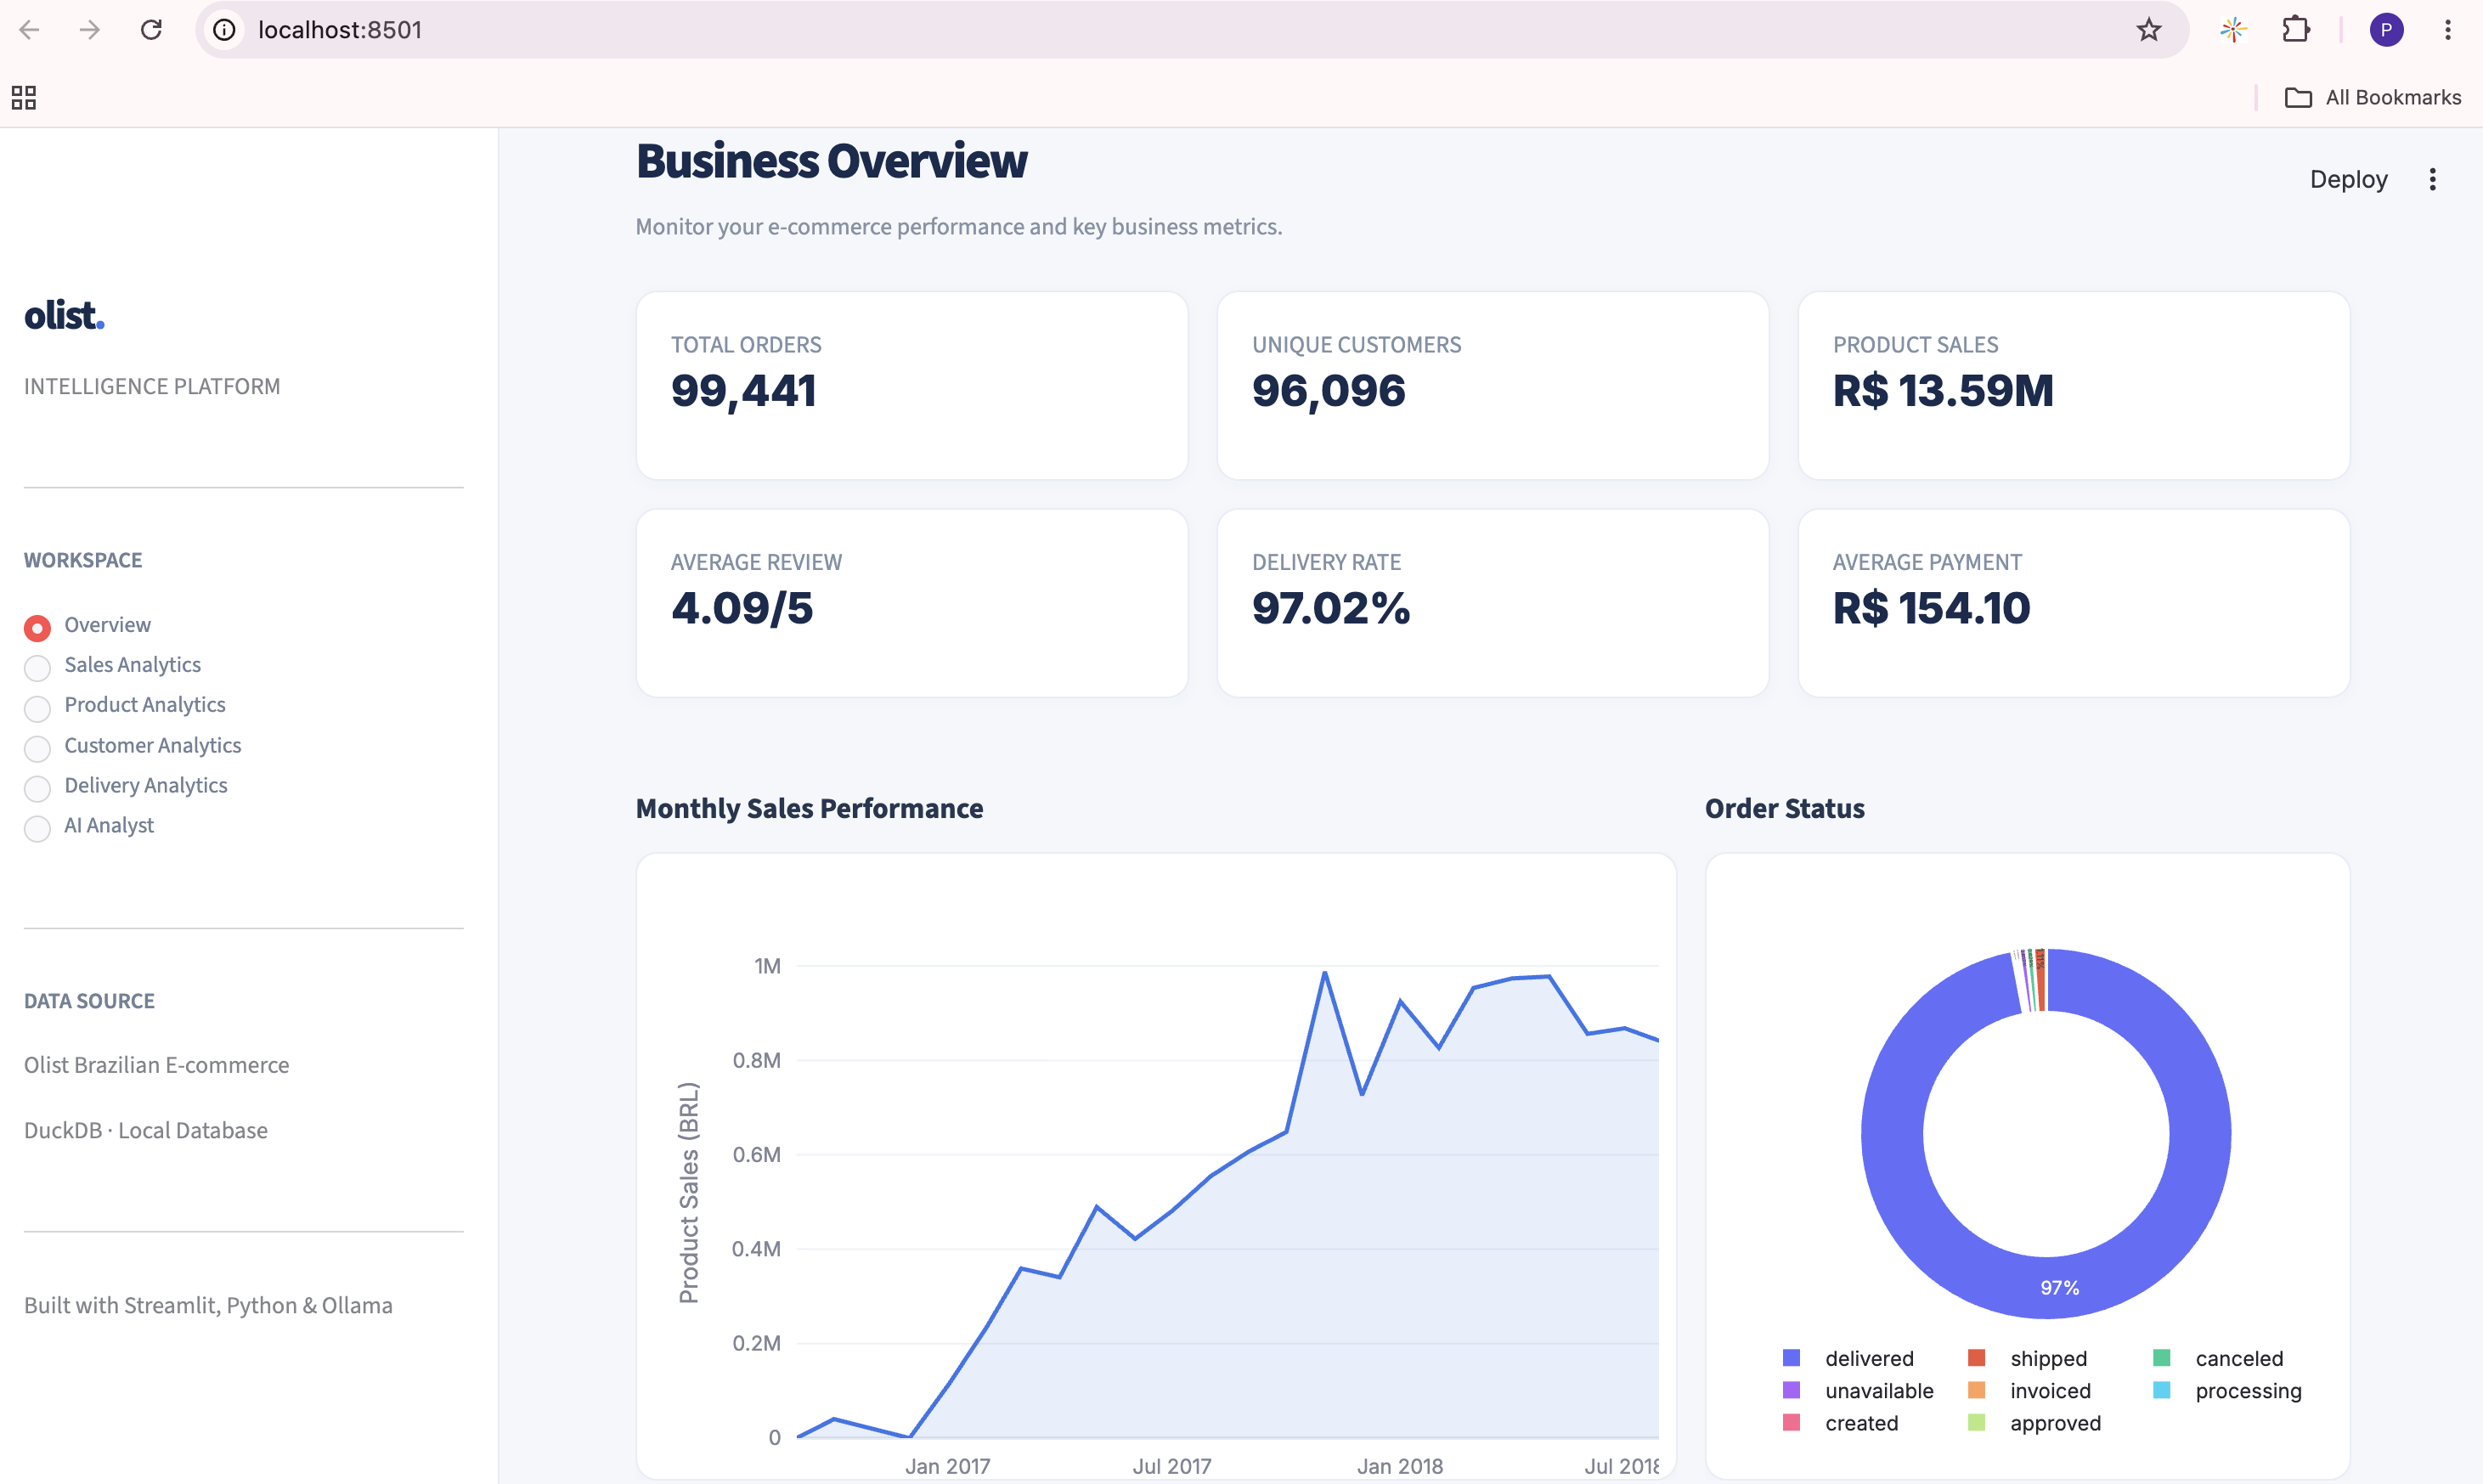 localhost:8501
P
All Bookmarks
olist.
INTELLIGENCE PLATFORM
WORKSPACE
Overview
Sales Analytics
Product Analytics
Customer Analytics
Delivery Analytics
AI Analyst
DATA SOURCE
Olist Brazilian E-commerce
DuckDB · Local Database
Built with Streamlit, Python & Ollama
Deploy
Business Overview
Monitor your e-commerce performance and key business metrics.
TOTAL ORDERS
99,441
UNIQUE CUSTOMERS
96,096
PRODUCT SALES
R$ 13.59M
AVERAGE REVIEW
4.09/5
DELIVERY RATE
97.02%
AVERAGE PAYMENT
R$ 154.10
Monthly Sales Performance
Product Sales (BRL)
1M
0.8M
0.6M
0.4M
0.2M
0
Jan 2017
Jul 2017
Jan 2018
Jul 2018
Order Status
97%
delivered
shipped
canceled
unavailable
invoiced
processing
created
approved